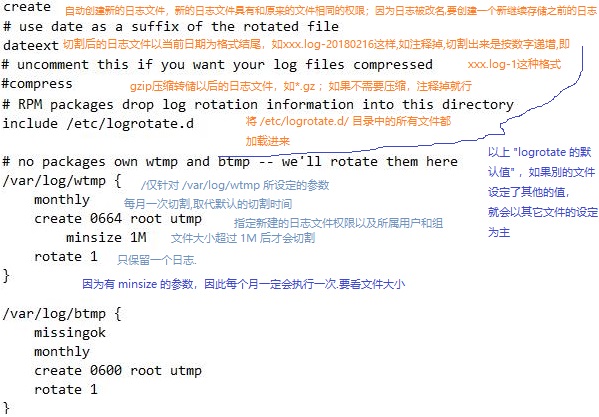 create 自动创建新的日志文件，新的日志文件具有和原来的文件相同的权限；因为日志被改名,要创建一个新继续存储之前的日志
# use date as a suffix of the rotated file
dateext 切割后的日志文件以当前日期为格式结尾，如xxx.log-20180216这样,如注释掉,切割出来是按数字递增,即
# uncomment this if you want your log files compressed xxx.log-1这种格式
#compress gzip压缩转储以后的日志文件，如*.gz ；如果不需要压缩，注释掉就行
# RPM packages drop log rotation information into this directory
include /etc/logrotate.d 将 /etc/logrotate.d/ 目录中的所有文件都
加载进来
# no packages own wtmp and btmp -- we'll rotate them here
/var/log/wtmp { /仅针对 /var/log/wtmp 所设定的参数
monthly 每月一次切割,取代默认的切割时间
create 0664 root utmp 指定新建的日志文件权限以及所属用户和组
minsize 1M 文件大小超过 1M 后才会切割
rotate 1 只保留一个日志.
}
因为有 minsize 的参数，因此每个月一定会执行一次.要看文件大小
以上 "logrotate 的默
认值" ，如果別的文件
设定了其他的值，
就会以其它文件的设定
为主
/var/log/btmp {
missingok
monthly
create 0600 root utmp
rotate 1
}